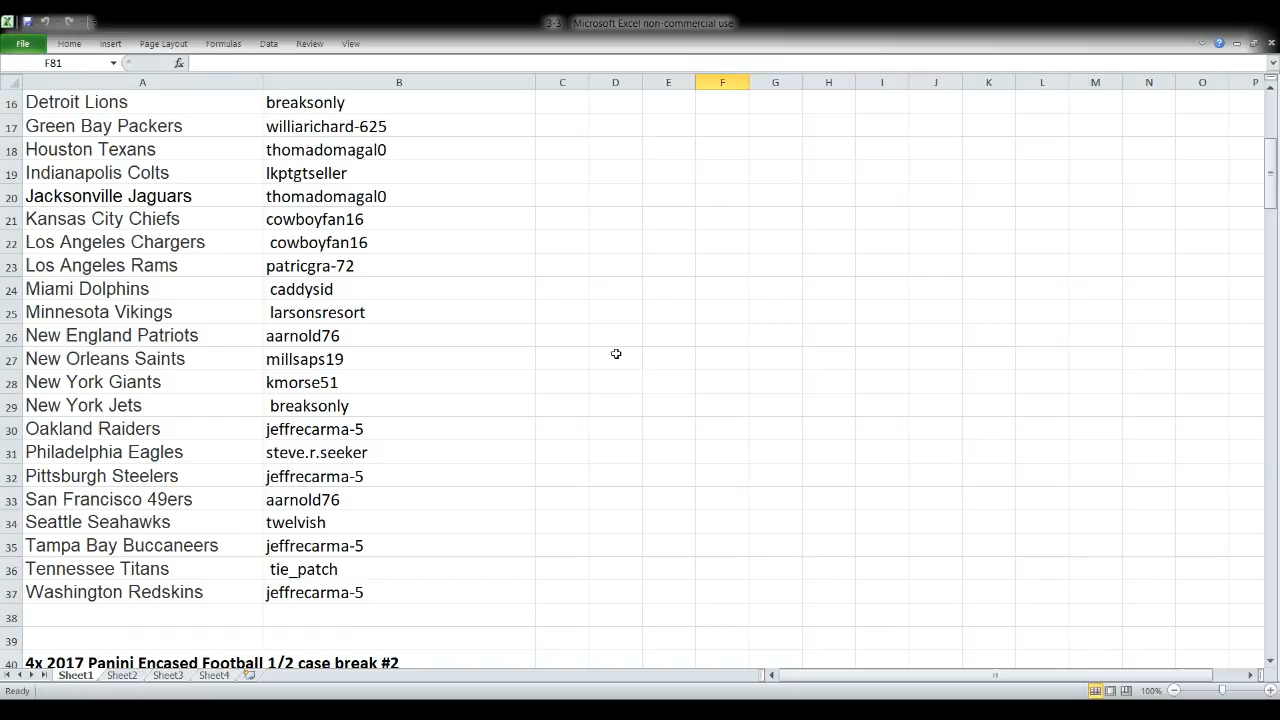 3-3 - Microsoft Excel non-commercial use
File Home Insert Page Layout Formulas Data Review View
F81 fx
A B C D E F G H I J K L M N O P
16 Detroit Lions breaksonly
17 Green Bay Packers williarichard-625
18 Houston Texans thomadomagal0
19 Indianapolis Colts lkptgtseller
20 Jacksonville Jaguars thomadomagal0
21 Kansas City Chiefs cowboyfan16
22 Los Angeles Chargers cowboyfan16
23 Los Angeles Rams patricgra-72
24 Miami Dolphins caddysid
25 Minnesota Vikings larsonsresort
26 New England Patriots aarnold76
27 New Orleans Saints millsaps19
28 New York Giants kmorse51
29 New York Jets breaksonly
30 Oakland Raiders jeffrecarma-5
31 Philadelphia Eagles steve.r.seeker
32 Pittsburgh Steelers jeffrecarma-5
33 San Francisco 49ers aarnold76
34 Seattle Seahawks twelvish
35 Tampa Bay Buccaneers jeffrecarma-5
36 Tennessee Titans tie_patch
37 Washington Redskins jeffrecarma-5
38
39
40 4x 2017 Panini Encased Football 1/2 case break #2
Sheet1 Sheet2 Sheet3 Sheet4
Ready 100%